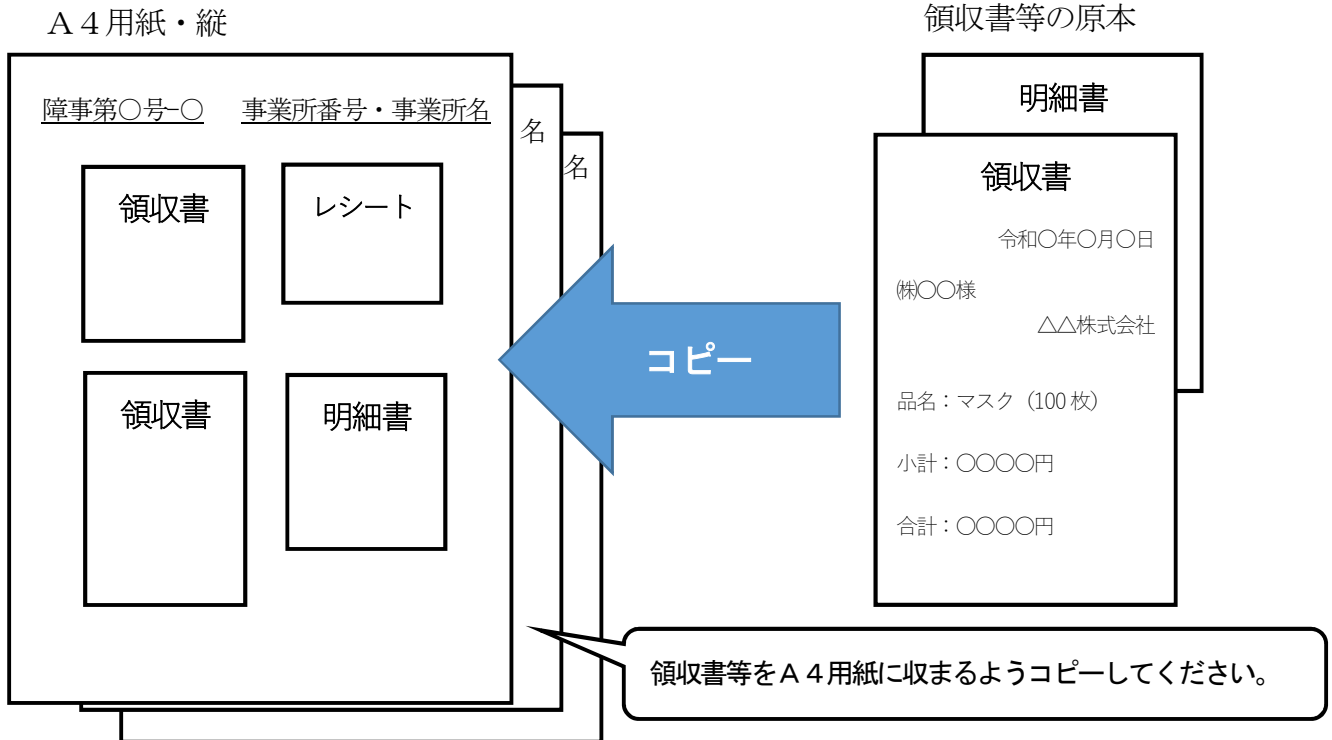 A4用紙・縦
障事第〇号-〇 事業所番号・事業所名
名
名
領収書
レシート
領収書
明細書
コピー
領収書等の原本
明細書
領収書
令和〇年〇月〇日
㈱〇〇様
△△株式会社
品名：マスク（100枚）
小計：〇〇〇〇円
合計：〇〇〇〇円
領収書等をA4用紙に収まるようコピーしてください。